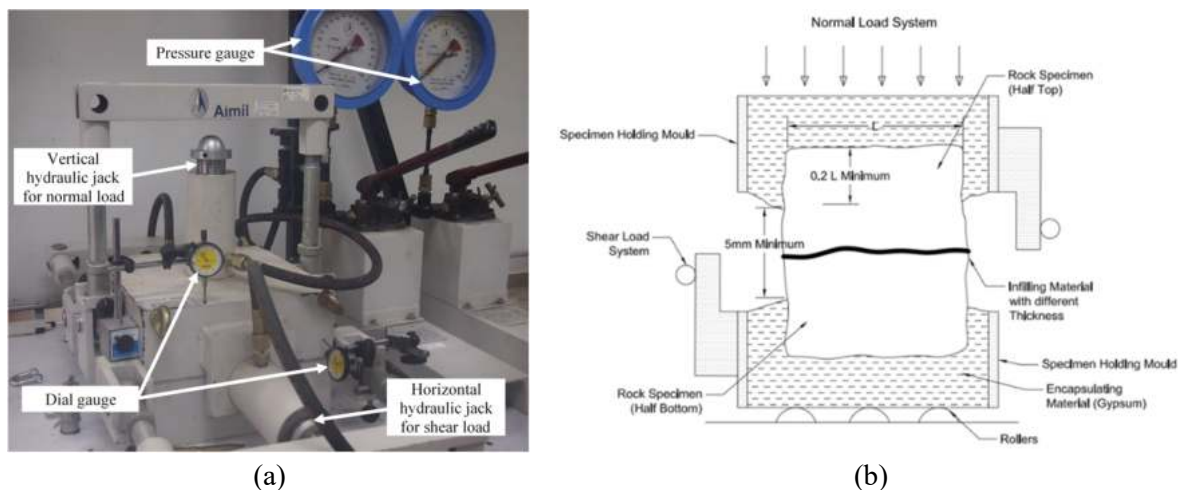 Pressure gauge
Aimil
Vertical
hydraulic jack
for normal load
Dial gauge
Horizontal
hydraulic jack
for shear load
(a)
Normal Load System
Rock Specimen
(Half Top)
Specimen Holding Mould
L
0,2 L Minimum
Shear Load
System
5mm Minimum
Infilling Material
with different
Thickness
Specimen Holding Mould
Rock Specimen
(Half Bottom)
Encapsulating
Material (Gypsum)
Rollers
(b)